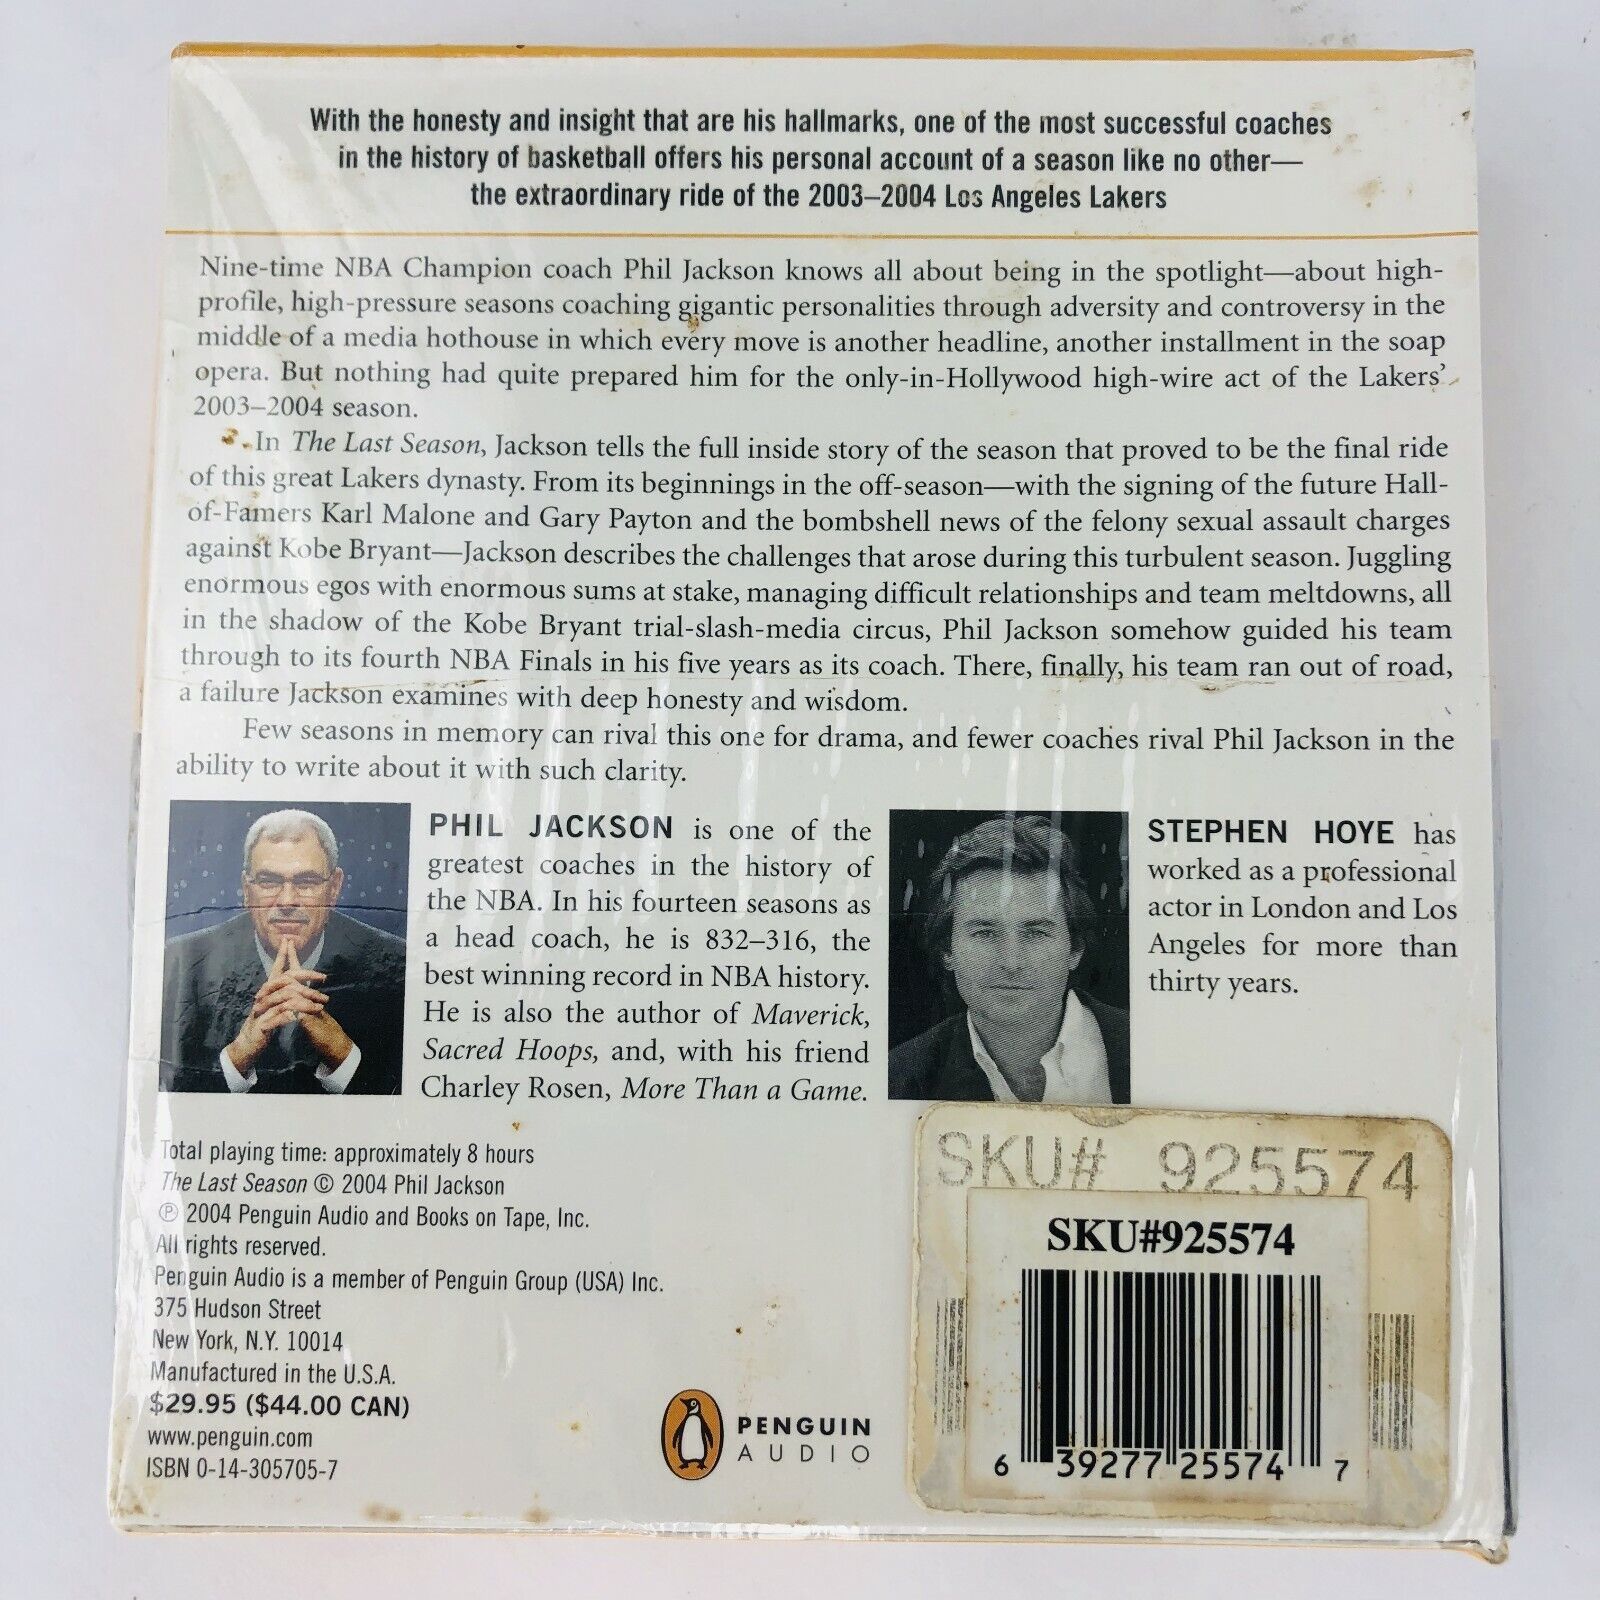 With the honesty and insight that are his hallmarks, one of the most successful coaches
in the history of basketball offers his personal account of a season like no other—
the extraordinary ride of the 2003–2004 Los Angeles Lakers
Nine-time NBA Champion coach Phil Jackson knows all about being in the spotlight—about high-
profile, high-pressure seasons coaching gigantic personalities through adversity and controversy in the
middle of a media hothouse in which every move is another headline, another installment in the soap
opera. But nothing had quite prepared him for the only-in-Hollywood high-wire act of the Lakers’
2003–2004 season.
In The Last Season, Jackson tells the full inside story of the season that proved to be the final ride
of this great Lakers dynasty. From its beginnings in the off-season—with the signing of the future Hall-
of-Famers Karl Malone and Gary Payton and the bombshell news of the felony sexual assault charges
against Kobe Bryant—Jackson describes the challenges that arose during this turbulent season. Juggling
enormous egos with enormous sums at stake, managing difficult relationships and team meltdowns, all
in the shadow of the Kobe Bryant trial-slash-media circus, Phil Jackson somehow guided his team
through to its fourth NBA Finals in his five years as its coach. There, finally, his team ran out of road,
a failure Jackson examines with deep honesty and wisdom.
Few seasons in memory can rival this one for drama, and fewer coaches rival Phil Jackson in the
ability to write about it with such clarity.
PHIL JACKSON is one of the
greatest coaches in the history of
the NBA. In his fourteen seasons as
a head coach, he is 832–316, the
best winning record in NBA history.
He is also the author of Maverick,
Sacred Hoops, and, with his friend
Charley Rosen, More Than a Game.
STEPHEN HOYE has
worked as a professional
actor in London and Los
Angeles for more than
thirty years.
Total playing time: approximately 8 hours
The Last Season © 2004 Phil Jackson
℗ 2004 Penguin Audio and Books on Tape, Inc.
All rights reserved.
Penguin Audio is a member of Penguin Group (USA) Inc.
375 Hudson Street
New York, N.Y. 10014
Manufactured in the U.S.A.
$29.95 ($44.00 CAN)
www.penguin.com
ISBN 0-14-305705-7
PENGUIN
AUDIO
SKU# 925574
SKU#925574
6 39277 25574 7